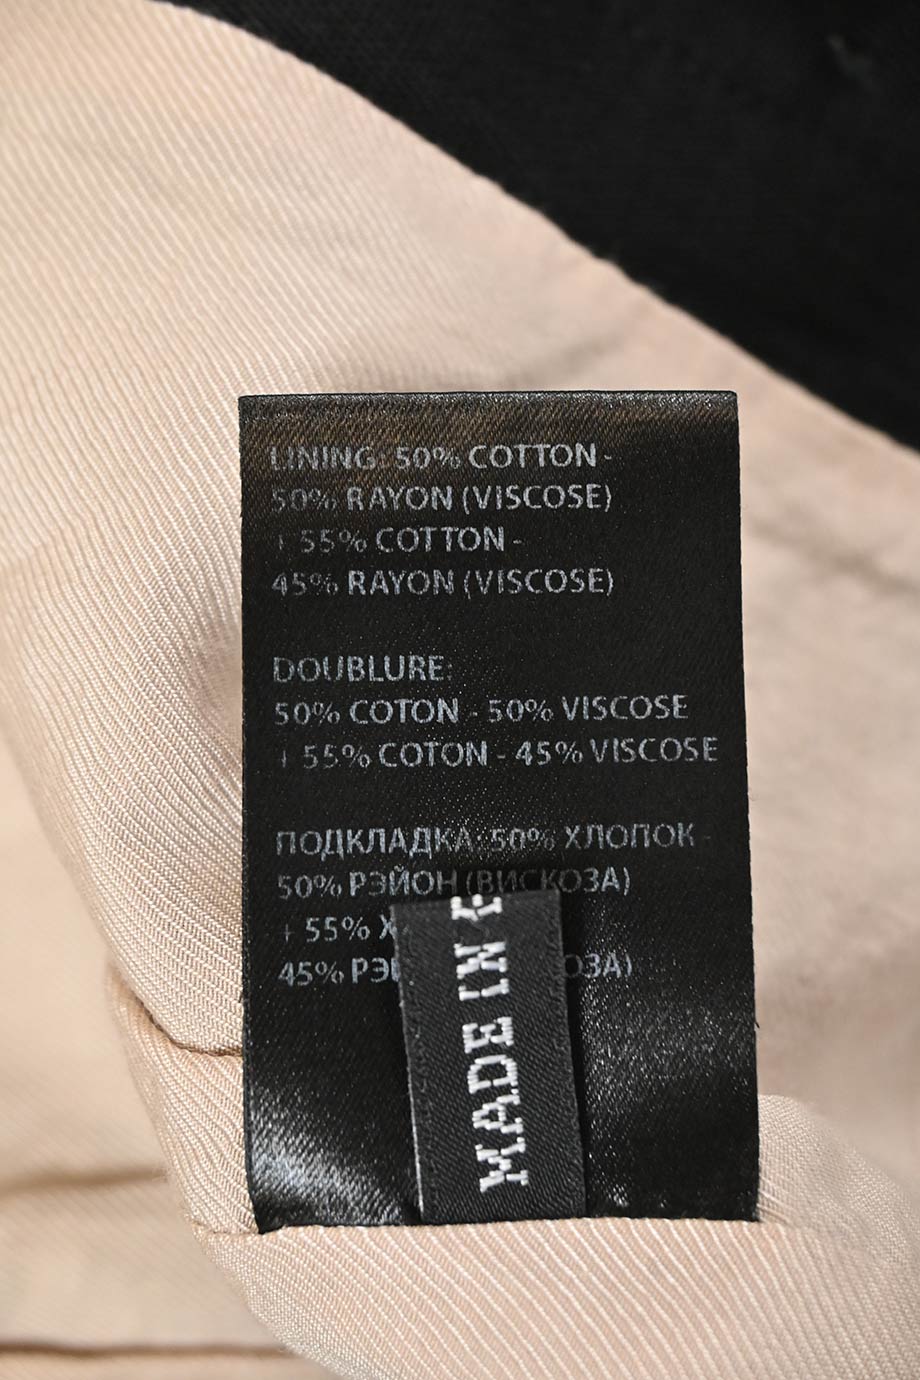 LINING: 50% COTTON -
50% RAYON (VISCOSE)
+ 55% COTTON -
45% RAYON (VISCOSE)
DOUBLURE:
50% COTON - 50% VISCOSE
+ 55% COTON - 45% VISCOSE
ПОДКЛАДКА: 50% ХЛОПОК -
50% РЭЙОН (ВИСКОЗА)
+ 55%
45%
MADE IN